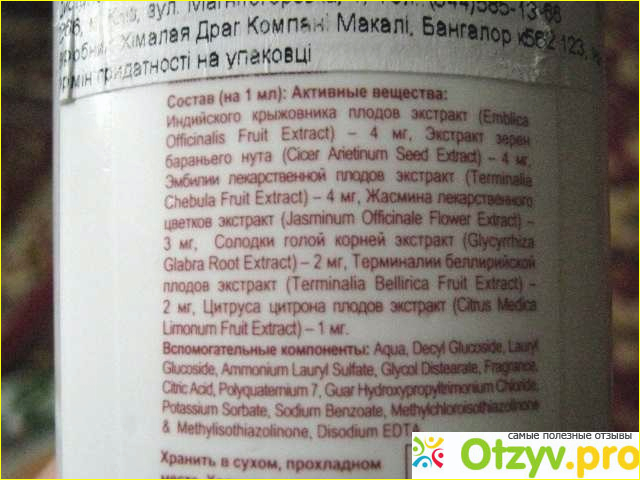 вул. Магнітогорська,
585-13-66
Хімалая Драг Компані Макалі, Бангалор
562 123,
придатності на упаковці
Состав (на 1 мл): Активные вещества:
Индийского крыжовника плодов экстракт (Emblica
Officinalis Fruit Extract) – 4 мг, Экстракт зерен
бараньего нута (Cicer Arietinum Seed Extract) – 4 мг,
Эмбилии лекарственной плодов экстракт (Terminalia
Chebula Fruit Extract) – 4 мг, Жасмина лекарственного
цветков экстракт (Jasminum Officinale Flower Extract) –
3 мг, Солодки голой корней экстракт (Glycyrrhiza
Glabra Root Extract) – 2 мг, Терминалии беллирийской
плодов экстракт (Terminalia Bellirica Fruit Extract) –
2 мг, Цитруса цитрона плодов экстракт (Citrus Medica
Limonum Fruit Extract) – 1 мг.
Вспомогательные компоненты: Aqua, Decyl Glucoside, Lauryl
Glucoside, Ammonium Lauryl Sulfate, Glycol Distearate, Fragrance,
Citric Acid, Polyquaternium 7, Guar Hydroxypropyltrimonium Chloride,
Potassium Sorbate, Sodium Benzoate, Methylchloroisothiazolinone
& Methylisothiazolinone, Disodium EDTA
Хранить в сухом, прохладном
самые полезные отзывы
Otzyv.pro